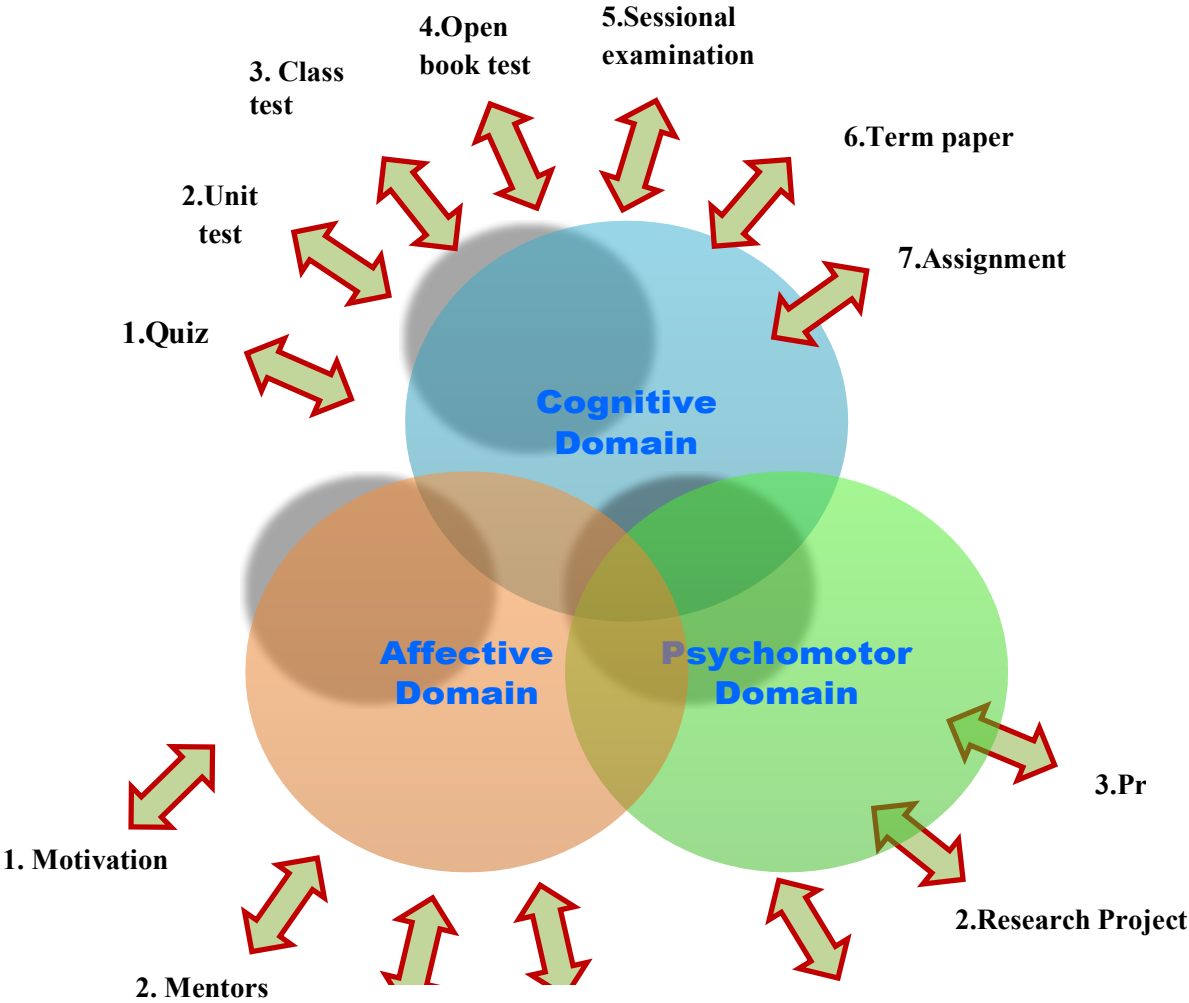 4.Open
book test
5.Sessional
examination
3. Class
test
6.Term paper
2.Unit
test
7.Assignment
1.Quiz
Cognitive
Domain
Affective
Domain
Psychomotor
Domain
3.Pr
1. Motivation
2.Research Project
2. Mentors